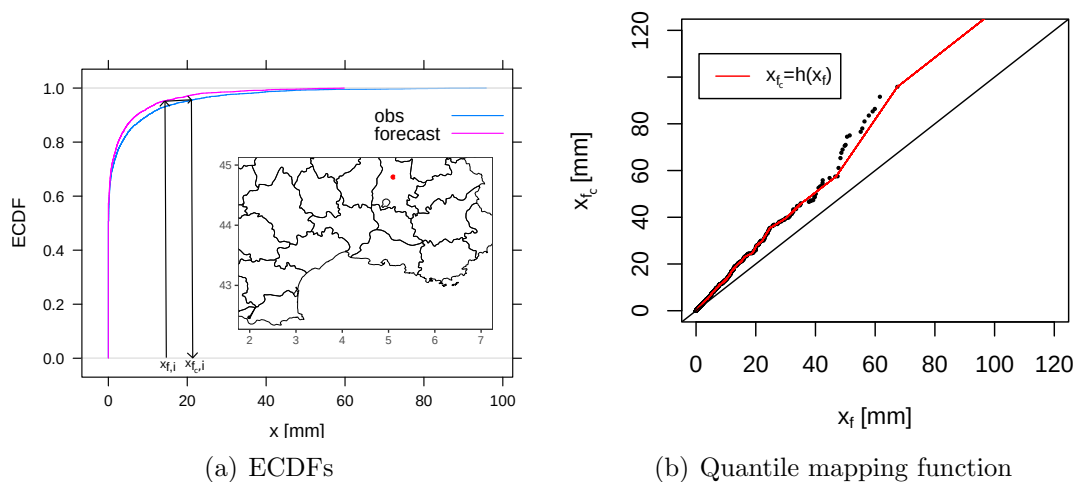 ECDF
1.0
0.8
0.6
0.4
0.2
0.0
obs
forecast
45
44
43
2 3 4 5 6 7
x_f,i x_fc,i
0 20 40 60 80 100
x [mm]
(a) ECDFs
x_fc [mm]
120
80
60
40
20
0
x_fc=h(x_f)
0 20 40 60 80 100 120
x_f [mm]
(b) Quantile mapping function